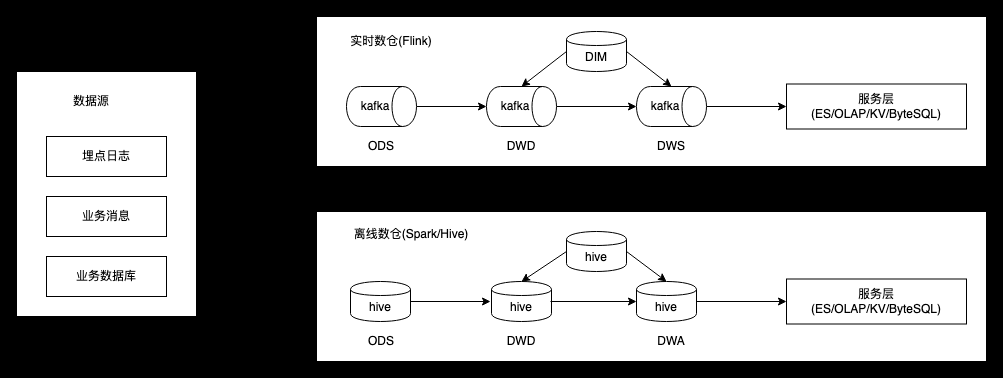 数据源
埋点日志
业务消息
业务数据库
实时数仓(Flink)
DIM
kafka
kafka
kafka
ODS
DWD
DWS
服务层
(ES/OLAP/KV/ByteSQL)
离线数仓(Spark/Hive)
hive
hive
hive
hive
ODS
DWD
DWA
服务层
(ES/OLAP/KV/ByteSQL)